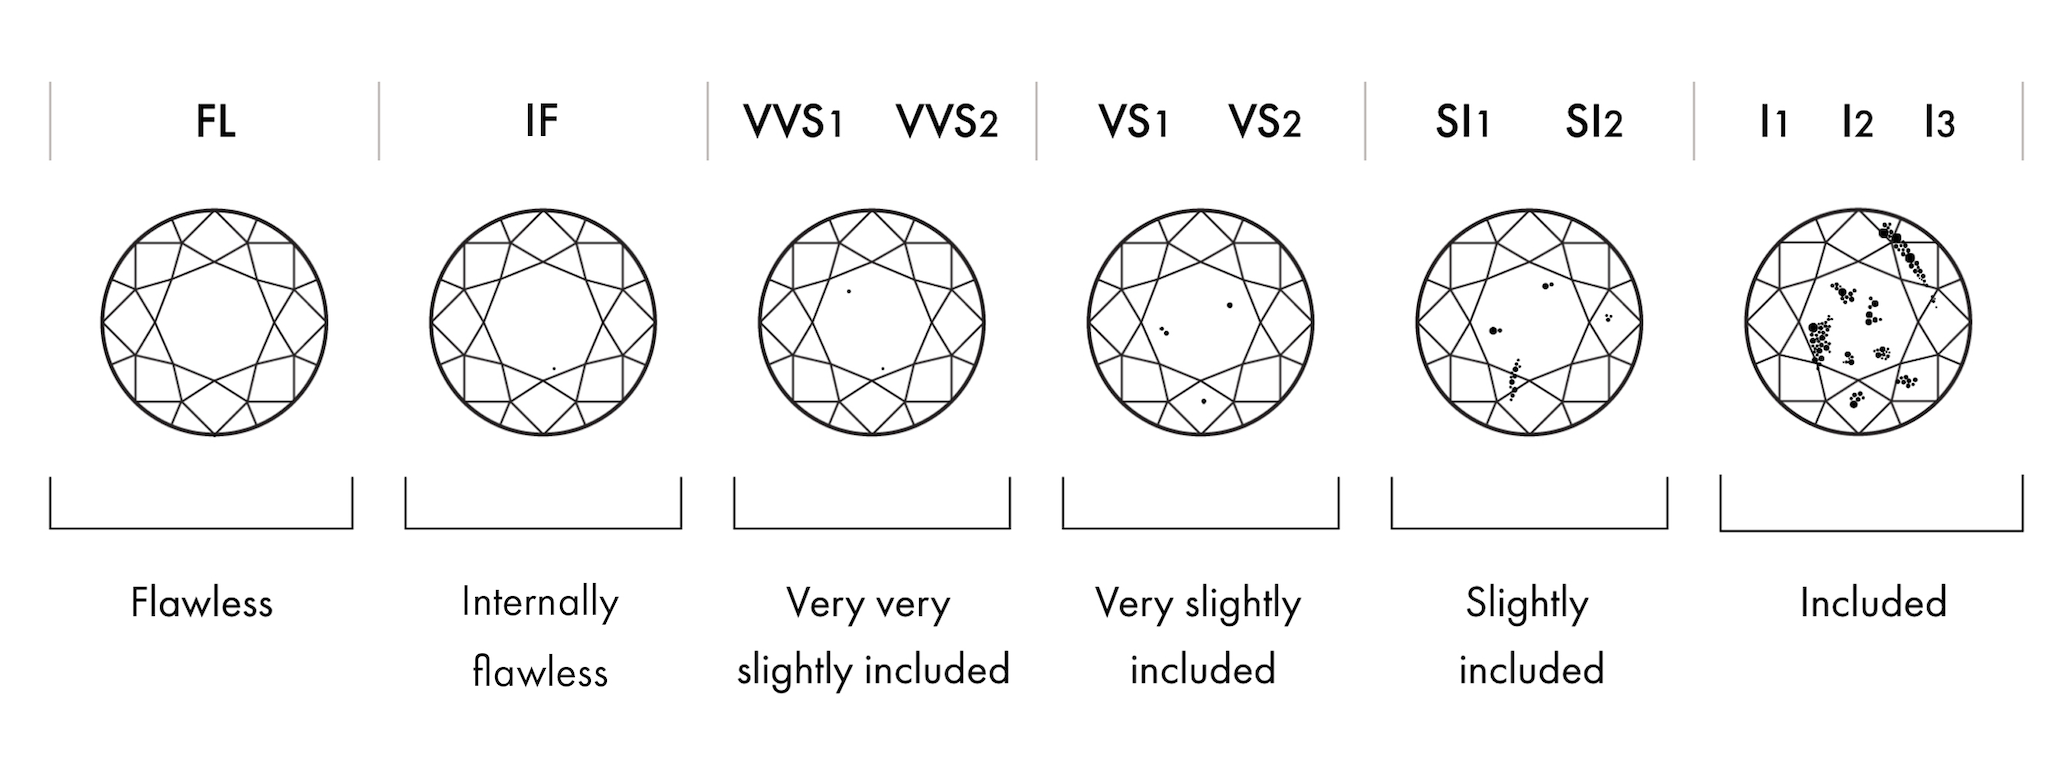 FL IF VVS1 VVS2 VS1 VS2 SI1 SI2 I1 I2 I3
Flawless
Internally
flawless
Very very
slightly included
Very slightly
included
Slightly
included
Included